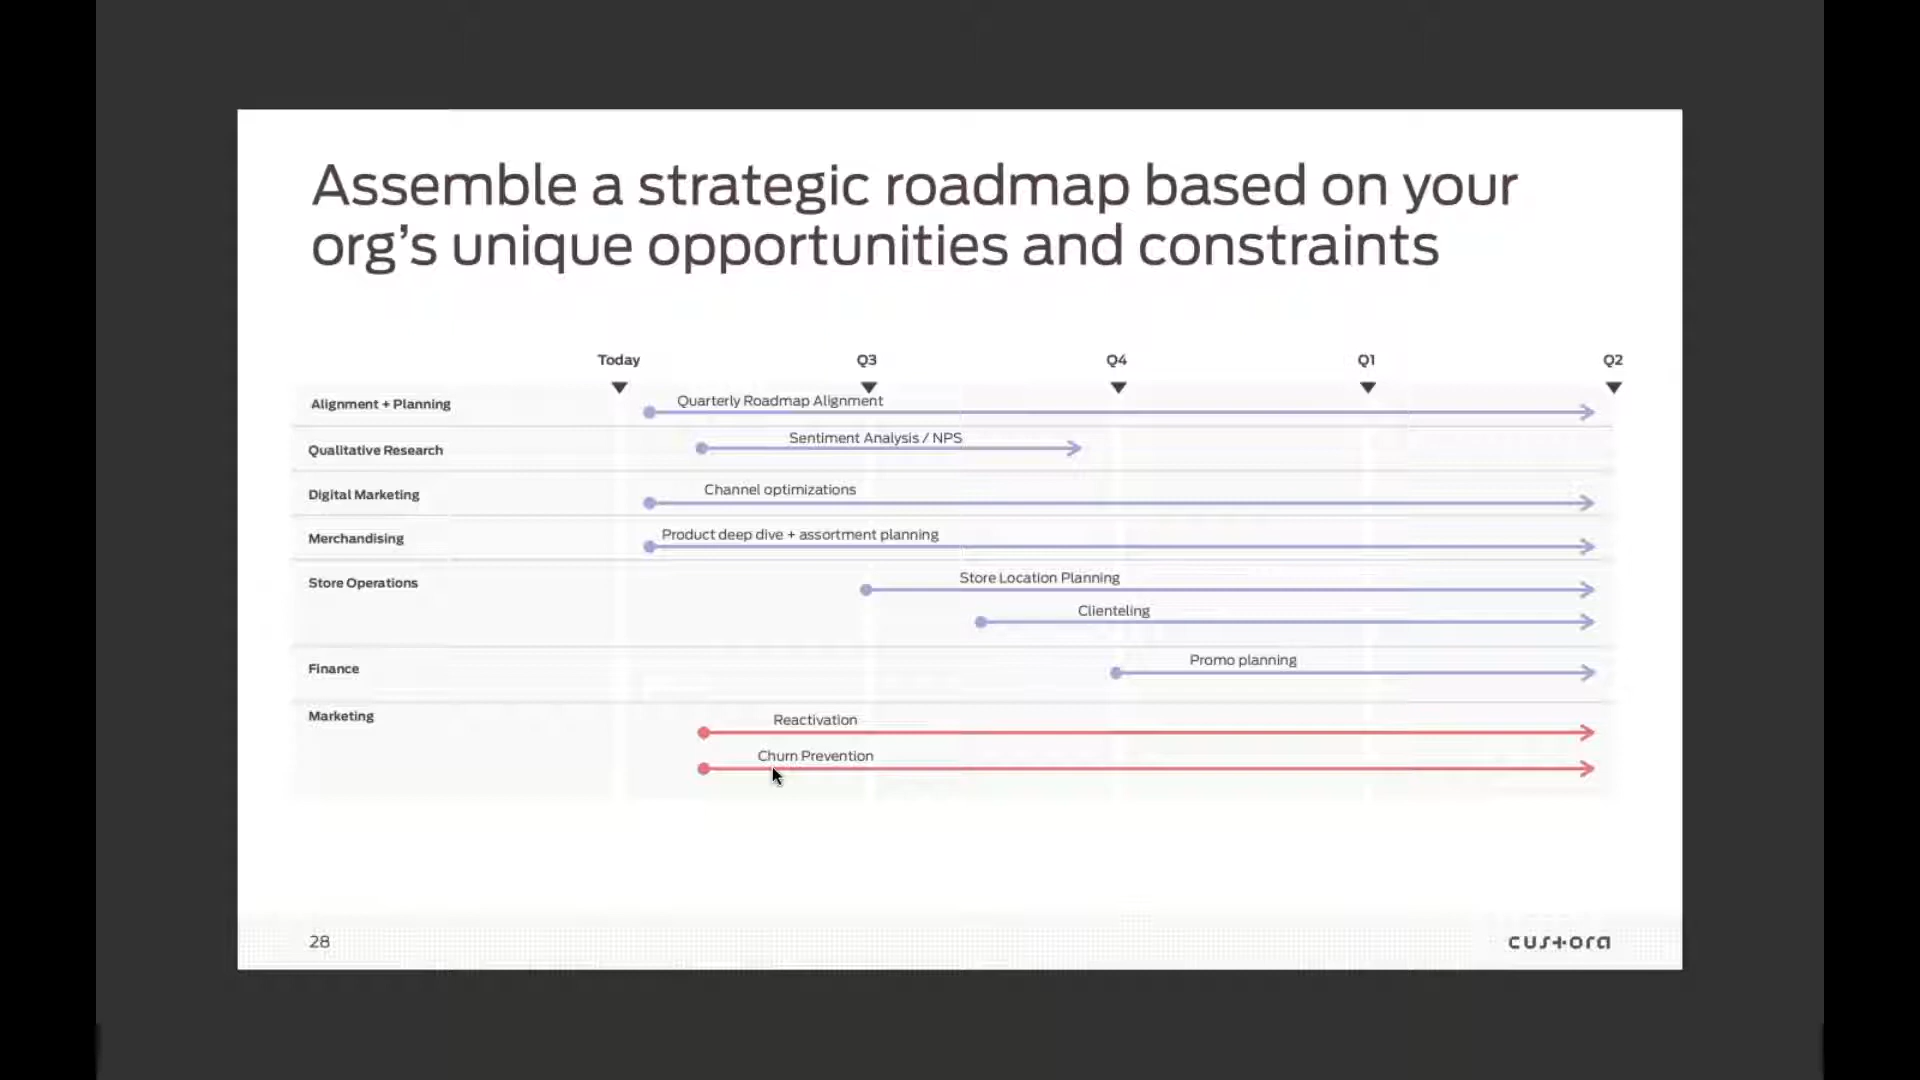 Assemble a strategic roadmap based on your
org's unique opportunities and constraints
Today Q3 Q4 Q1 Q2
Alignment + Planning
Quarterly Roadmap Alignment
Qualitative Research
Sentiment Analysis / NPS
Digital Marketing
Channel optimizations
Merchandising
Product deep dive + assortment planning
Store Operations
Store Location Planning
Clienteling
Finance
Promo planning
Marketing
Reactivation
Churn Prevention
28
custora